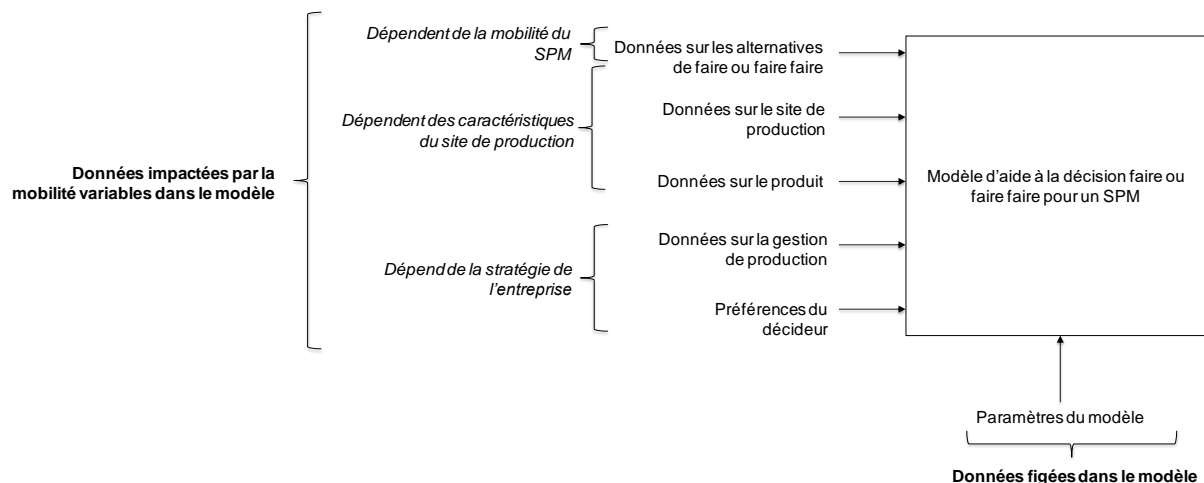 Données impactées par la
mobilité variables dans le modèle
Dépendent de la mobilité du
SPM
Dépendent des caractéristiques
du site de production
Dépend de la stratégie de
l'entreprise
Données sur les alternatives
de faire ou faire faire
Données sur le site de
production
Données sur le produit
Données sur la gestion
de production
Préférences du
décideur
Modèle d'aide à la décision faire ou
faire faire pour un SPM
Paramètres du modèle
Données figées dans le modèle